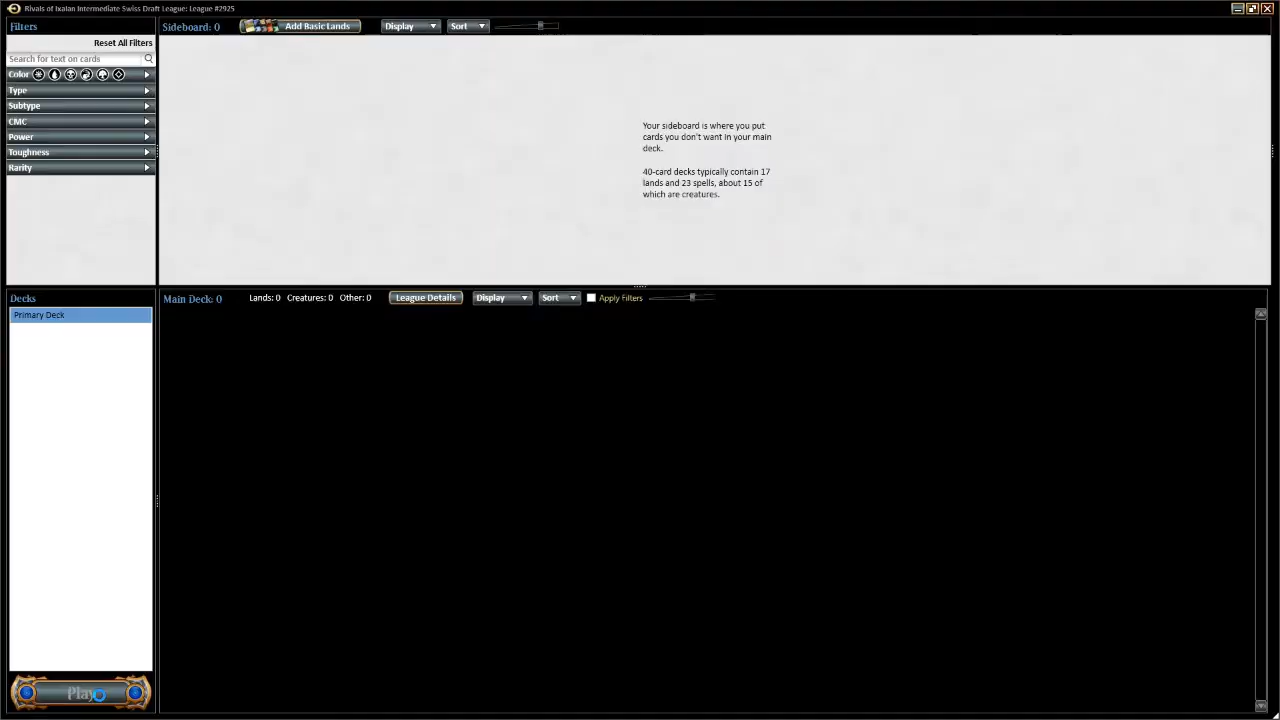 Rivals of Ixalan Intermediate Swiss Draft League: League #2925
Filters
Reset All Filters
Search for text on cards
Color
Type
Subtype
CMC
Power
Toughness
Rarity
Sideboard: 0
Add Basic Lands
Display
Sort
Your sideboard is where you put
cards you don't want in your main
deck.
40-card decks typically contain 17
lands and 23 spells, about 15 of
which are creatures.
Decks
Primary Deck
Main Deck: 0
Lands: 0 Creatures: 0 Other: 0
League Details
Display
Sort
Apply Filters
Play